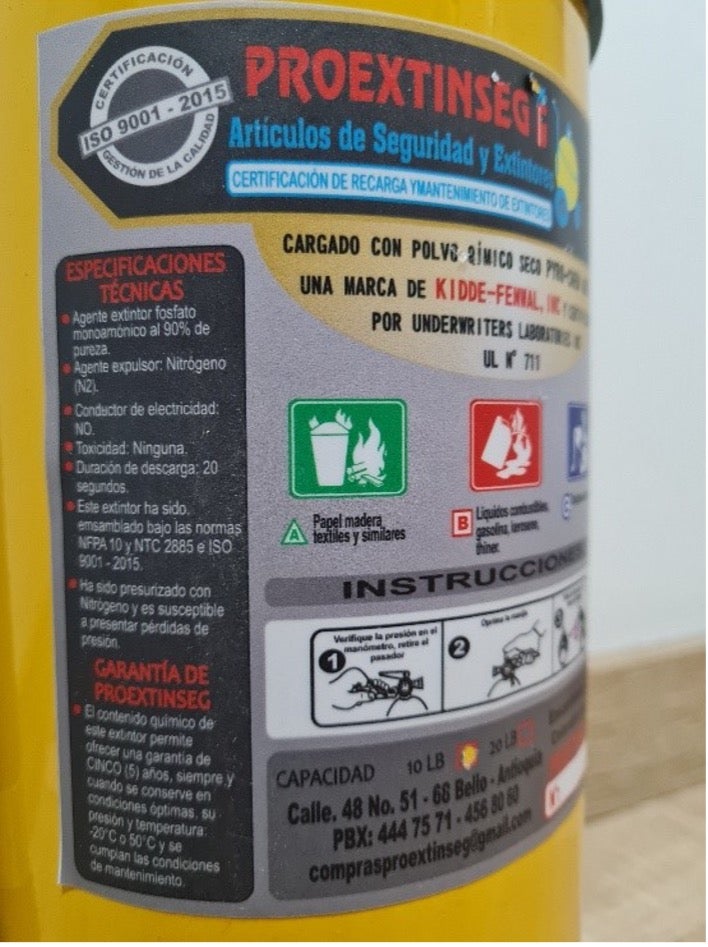 CERTIFICACIÓN
ISO 9001 - 2015
GESTIÓN DE LA CALIDAD
PROEXTINSEG
Artículos de Seguridad y Extintores
CERTIFICACIÓN DE RECARGA YMANTENIMIENTO DE EXTINTORES
CARGADO CON POLVO QÍMICO SECO
UNA MARCA DE KIDDE-FENWAL, INC Y
POR UNDERWRITERS LABORATORIES INC
UL N° 711
ESPECIFICACIONES
TÉCNICAS
Agente extintor fosfato
monoamónico al 90% de
pureza.
Agente expulsor: Nitrógeno
(N2).
Conductor de electricidad:
NO.
Toxicidad: Ninguna.
Duración de descarga: 20
segundos.
Este extintor ha sido.
emsamblado bajo las normas
NFPA 10 y NTC 2885 e ISO
9001 - 2015.
Ha sido presurizado con
Nitrógeno y es susceptible
a presentar pérdidas de
presión.
GARANTÍA DE
PROEXTINSEG
El contenido químico de
este extintor permite
ofrecer una garantía de
CINCO (5) años, siempre y
cuando se conserve en
condiciones óptimas, su
presión y temperatura:
-20°C o 50°C y se
cumplan las condiciones
de mantenimiento.
A
Papel madera,
textiles y similares
B
Líquidos combustibles,
gasolina, kerosene,
thiner.
C
INSTRUCCIONES
1
Verifique la presión en el
manómetro, retire el
pasador
2
Oprima la manija
CAPACIDAD 10 LB 20 LB
Calle. 48 No. 51 - 68 Bello - Antioquia
PBX: 444 75 71 - 456 80 60
comprasproextinseg@gmail.com
N°